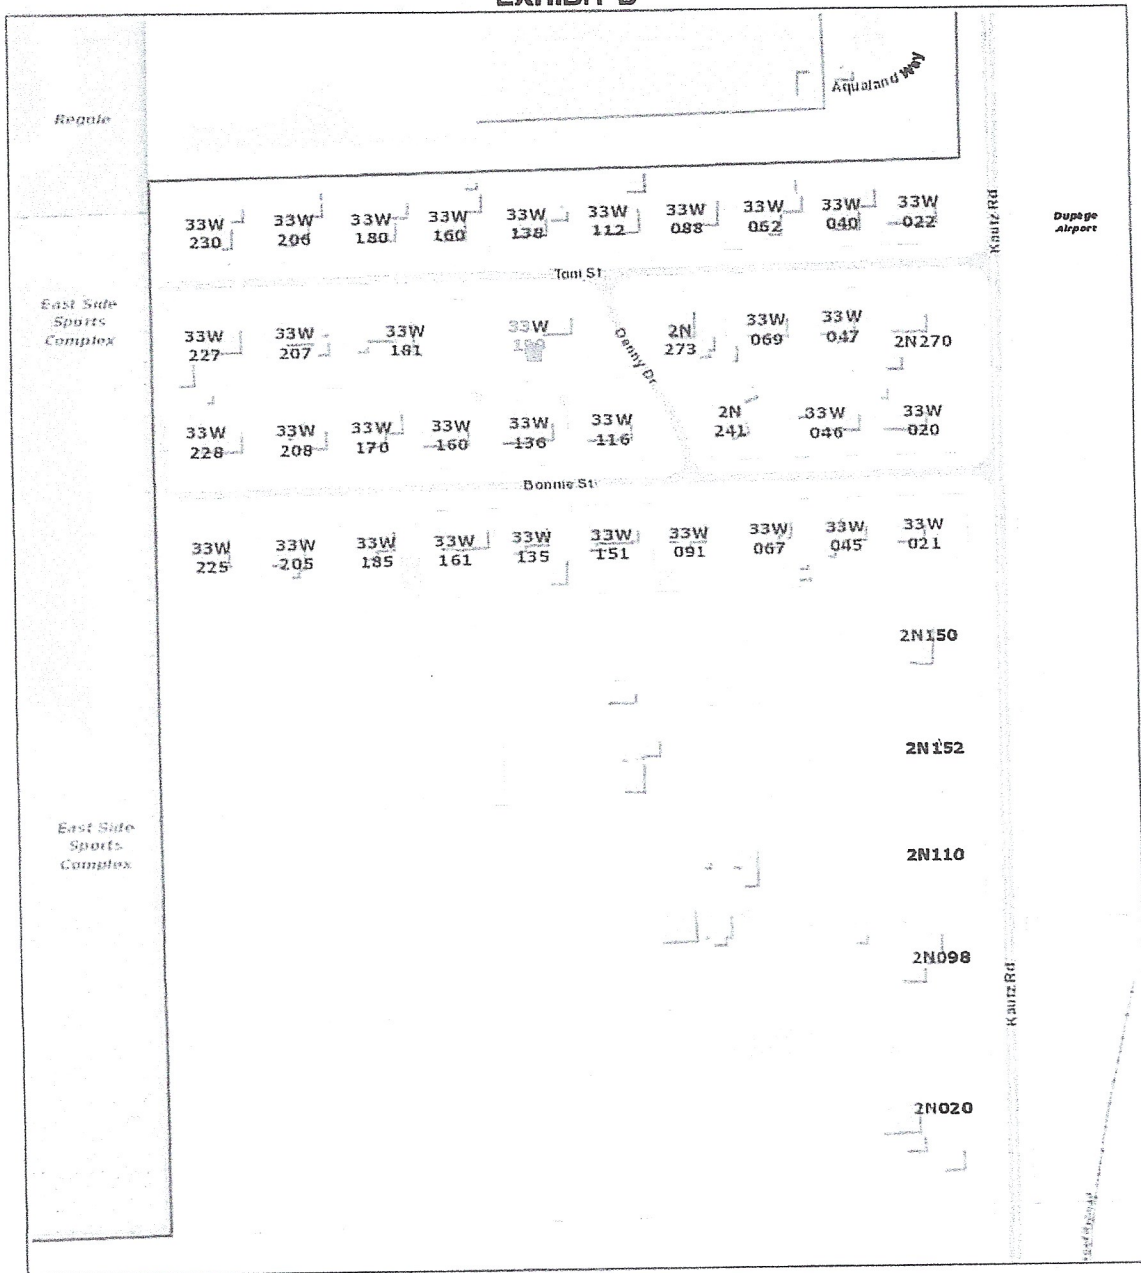 EXHIBIT
Aqualand Way
Regole
33W 230
33W 206
33W 180
33W 160
33W 138
33W 112
33W 088
33W 062
33W 040
33W 022
Kautz Rd
Dupage
Airport
Toni St
East Side
Sports
Complex
33W 227
33W 207
33W 181
33W
Danny Dr
2N 273
33W 069
33W 047
2N270
33W 228
33W 208
33W 170
33W 160
33W 136
33W 116
2N 241
33W 046
33W 020
Bonnie St
33W 225
33W 205
33W 185
33W 161
33W 135
33W 151
33W 091
33W 067
33W 045
33W 021
2N150
2N152
East Side
Sports
Complex
2N110
2N098
Kautz Rd
2N020